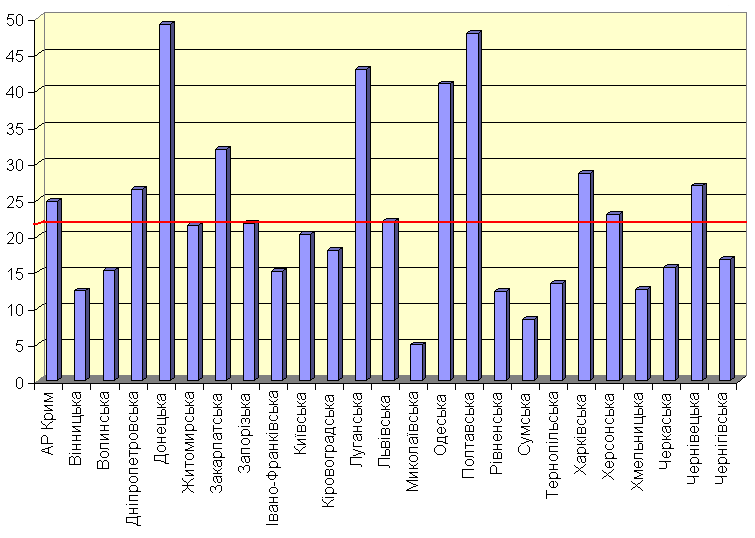 50
45
40
35
30
25
20
15
10
5
0
АР Крим
Вінницька
Волинська
Дніпропетровська
Донецька
Житомирська
Закарпатська
Запорізька
Івано-Франківська
Київська
Кіровоградська
Луганська
Львівська
Миколаївська
Одеська
Полтавська
Рівненська
Сумська
Тернопільська
Харківська
Херсонська
Хмельницька
Черкаська
Чернівецька
Чернігівська